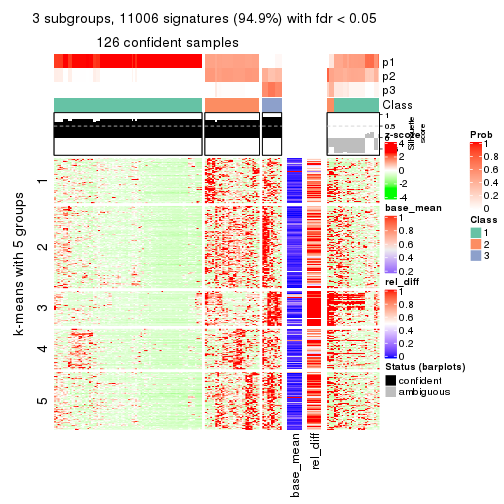 3 subgroups, 11006 signatures (94.9%) with fdr < 0.05
126 confident samples
p1
p2
p3
Class
1
0.5
0
Silhouette
score
k-means with 5 groups
1
2
3
4
5
base_mean
rel_diff
z-score
4
2
0
-2
-4
base_mean
1
0.8
0.6
0.4
0.2
rel_diff
1
0.8
0.6
0.4
0.2
0
Status (barplots)
confident
ambiguous
Prob
1
0.8
0.6
0.4
0.2
0
Class
1
2
3